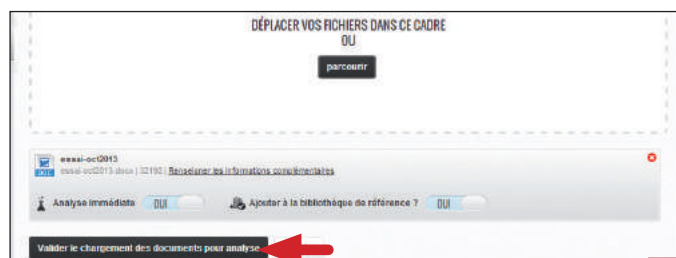 DÉPLACER VOS FICHIERS DANS CE CADRE
OU
parcourir
essai-oct2013
essai-oct2013.docx | 32192 | Renseigner les informations complémentaires
Analyse immédiate OUI Ajouter à la bibliothèque de référence ? OUI
Valider le chargement des documents pour analyse